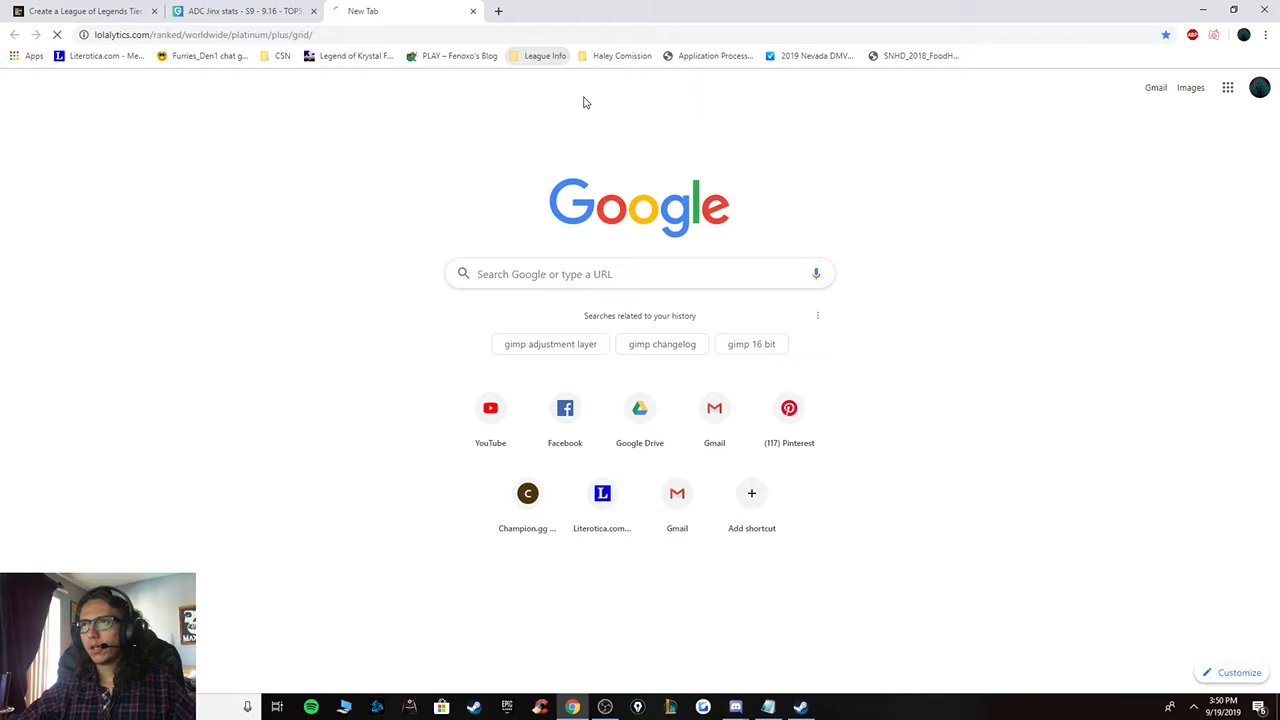 Create a League of Legends Tie
ADC Jinx stats - S9 - 9.16 - TOP5
New Tab
lolalytics.com/ranked/worldwide/platinum/plus/grid/
Apps
Literotica.com - Me...
Furries_Den1 chat g...
CSN
Legend of Krystal F...
PLAY – Fenoxo's Blog
League Info
Haley Comission
Application Process...
2019 Nevada DMV...
SNHD_2018_FoodH...
ABP
Gmail
Images
Google
Search Google or type a URL
Searches related to your history
gimp adjustment layer
gimp changelog
gimp 16 bit
YouTube
Facebook
Google Drive
Gmail
(117) Pinterest
C
L
Champion.gg ...
Literotica.com...
Gmail
Add shortcut
Customize
EPIC
3:50 PM
9/19/2019